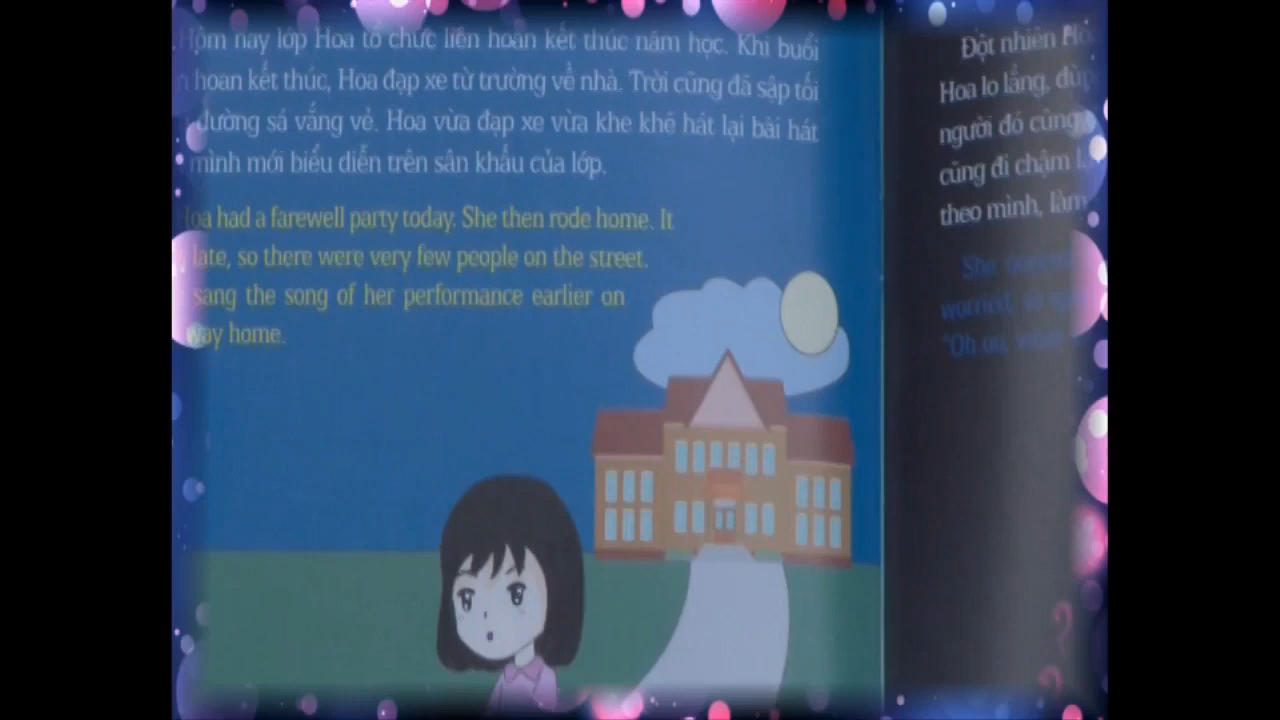 Hôm nay lớp Hoa tổ chức liên hoan kết thúc năm học. Khi buổi
hoan kết thúc, Hoa đạp xe từ trường về nhà. Trời cũng đã sập tối
đường sá vắng vẻ. Hoa vừa đạp xe vừa khe khẽ hát lại bài hát
mình mới biểu diễn trên sân khấu của lớp.
Hoa had a farewell party today. She then rode home. It
late, so there were very few people on the street.
sang the song of her performance earlier on
way home.
Đột nhiên
Hoa lo lắng,
người đó cũng
cũng đi chậm
theo mình, làm
She
worried,
"Oh no,
?
?